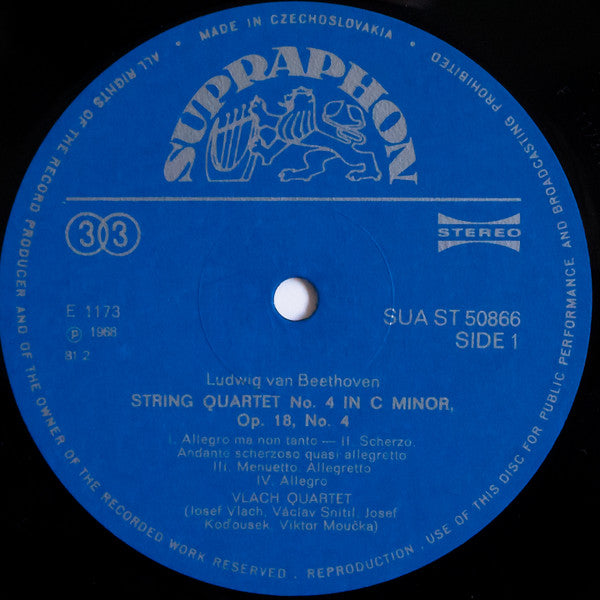 • MADE IN CZECHOSLOVAKIA •
ALL RIGHTS OF THE RECORD PRODUCER AND OF THE OWNER OF THE RECORDED WORK RESERVED . REPRODUCTION . USE OF THIS DISC FOR PUBLIC PERFORMANCE AND BROADCASTING PROHIBITED
SUPRAPHON
33
STEREO
E 1173
℗ 1968
81 2
SUA ST 50866
SIDE 1
Ludwig van Beethoven
STRING QUARTET No. 4 IN C MINOR,
Op. 18, No. 4
I. Allegro ma non tanto — II. Scherzo.
Andante scherzoso quasi allegretto
III. Menuetto. Allegretto
IV. Allegro
VLACH QUARTET
(Josef Vlach, Václav Snítil, Josef
Koďousek, Viktor Moučka)